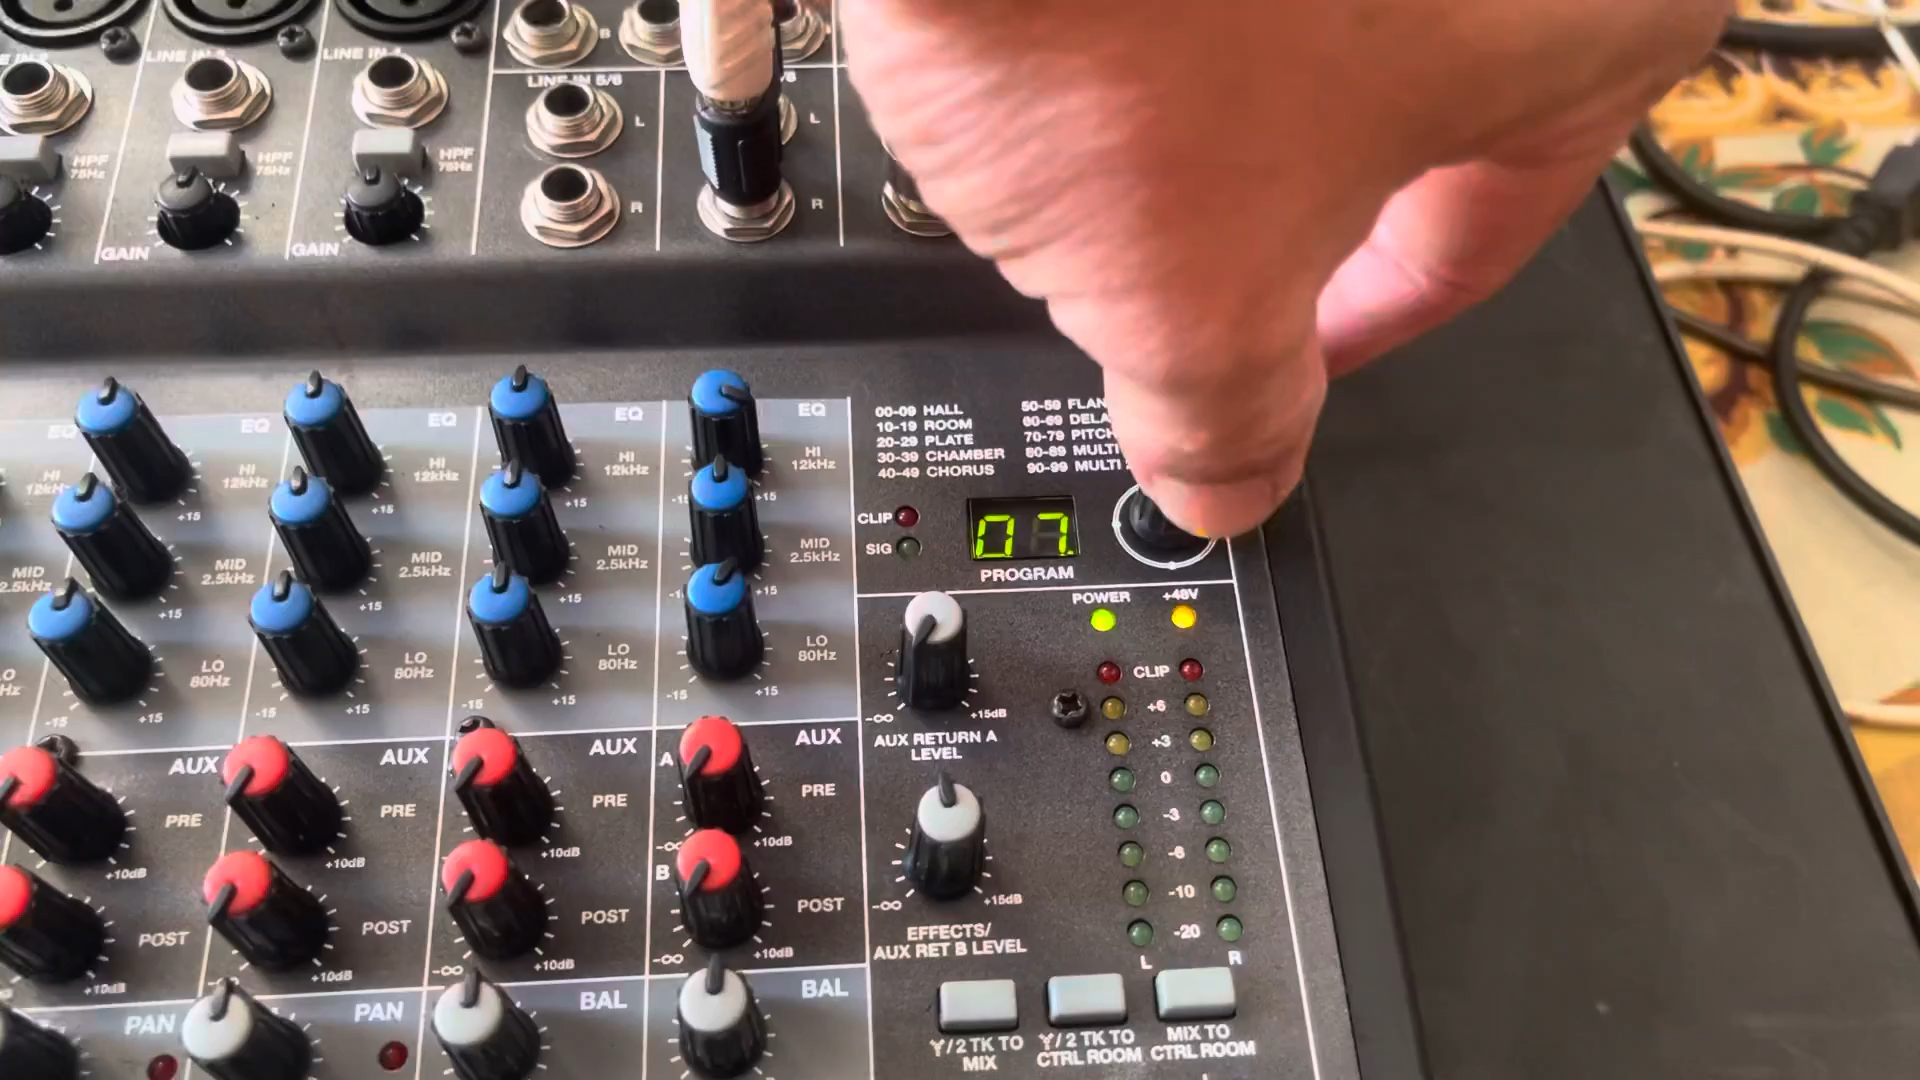 LINE IN 3
LINE IN 4
B
LINE IN 5/6
L
L
HPF
75Hz
HPF
75Hz
HPF
75Hz
R
R
GAIN
GAIN
00-09 HALL
10-19 ROOM
20-29 PLATE
30-39 CHAMBER
40-49 CHORUS
60-69
70-79 PITCH
80-89 MULTI
90-99 MULTI
EQ
EQ
EQ
EQ
EQ
HI
12kHz
HI
12kHz
HI
12kHz
HI
12kHz
HI
12kHz
+15
+15
+15
-15
+15
CLIP
SIG
07.
PROGRAM
MID
2.5kHz
MID
2.5kHz
MID
2.5kHz
MID
2.5kHz
MID
2.5kHz
+15
+15
+15
+15
LO
80Hz
LO
80Hz
LO
80Hz
LO
80Hz
-15
+15
-15
+15
-15
+15
-15
+15
POWER
+48V
CLIP
+6
+3
0
-3
-6
-10
-20
L
R
-∞
+15dB
AUX RETURN A
LEVEL
-∞
+15dB
EFFECTS/
AUX RET B LEVEL
AUX
AUX
AUX
A
AUX
PRE
PRE
PRE
PRE
+10dB
+10dB
+10dB
-∞
+10dB
B
POST
POST
POST
POST
+10dB
+10dB
-∞
+10dB
-∞
+10dB
PAN
PAN
BAL
BAL
/2 TK TO
MIX
/2 TK TO
CTRL ROOM
MIX TO
CTRL ROOM